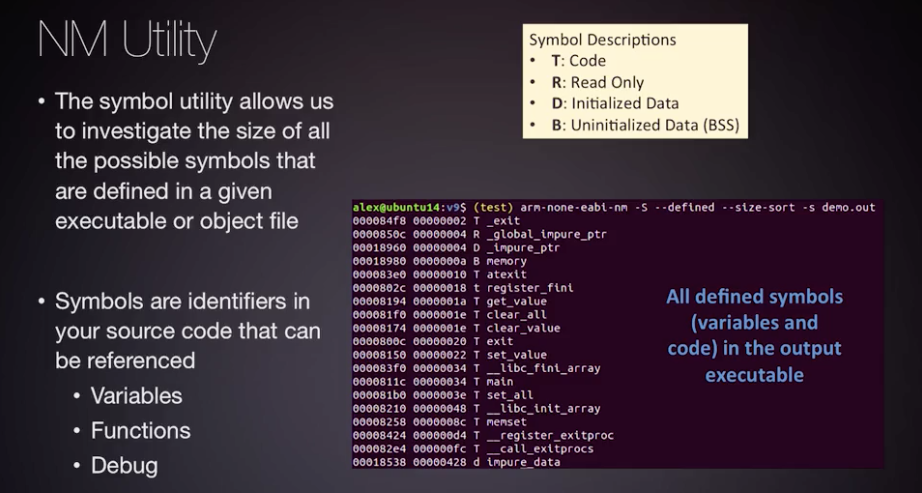 NM Utility
• The symbol utility allows us
to investigate the size of all
the possible symbols that
are defined in a given
executable or object file
• Symbols are identifiers in
your source code that can
be referenced
• Variables
• Functions
• Debug
Symbol Descriptions
• T: Code
• R: Read Only
• D: Initialized Data
• B: Uninitialized Data (BSS)
alex@ubuntu14:v9$ (test) arm-none-eabi-nm -S --defined --size-sort -s demo.out
000084f8 00000002 T _exit
0000850c 00000004 R _global_impure_ptr
00018960 00000004 D _impure_ptr
00018980 0000000a B memory
000083e0 00000010 T atexit
0000802c 00000018 t register_fini
00008194 0000001a T get_value
000081f0 0000001e T clear_all
00008174 0000001e T clear_value
0000800c 00000020 T exit
00008150 00000022 T set_value
000083f0 00000034 T __libc_fini_array
0000811c 00000034 T main
000081b0 0000003e T set_all
00008210 00000048 T __libc_init_array
00008258 0000008c T memset
00008424 000000d4 T __register_exitproc
000082e4 000000fc T __call_exitprocs
00018538 00000428 d impure_data
All defined symbols
(variables and
code) in the output
executable